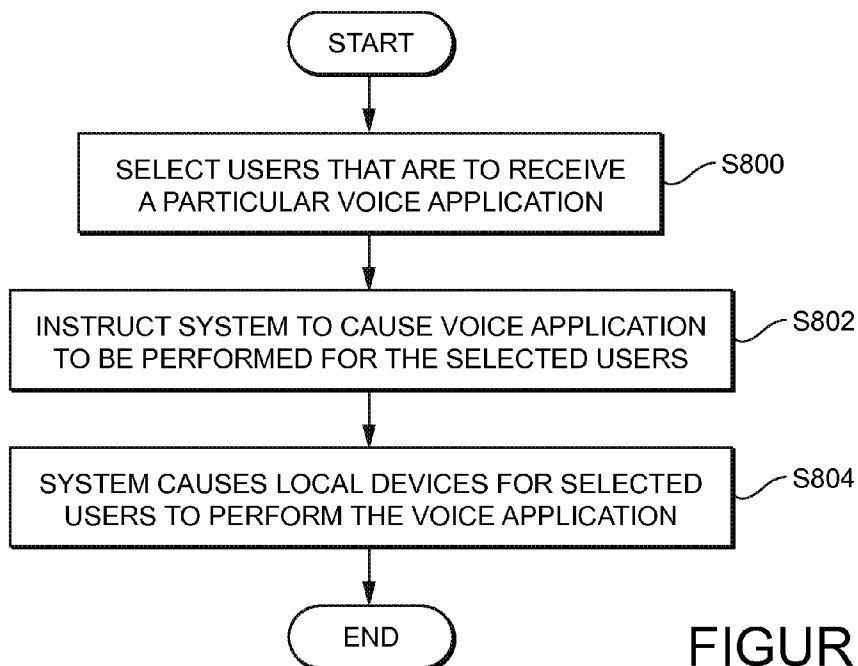 START
SELECT USERS THAT ARE TO RECEIVE
A PARTICULAR VOICE APPLICATION
S800
INSTRUCT SYSTEM TO CAUSE VOICE APPLICATION
TO BE PERFORMED FOR THE SELECTED USERS
S802
SYSTEM CAUSES LOCAL DEVICES FOR SELECTED
USERS TO PERFORM THE VOICE APPLICATION
S804
END
FIGUR